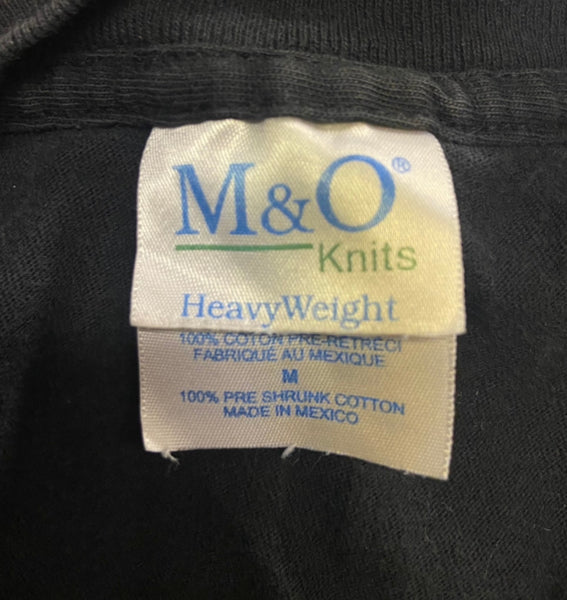 M&O®
Knits
HeavyWeight
100% COTON PRE-RETRECI
FABRIQUÉ AU MEXIQUE
M
100% PRE SHRUNK COTTON
MADE IN MEXICO